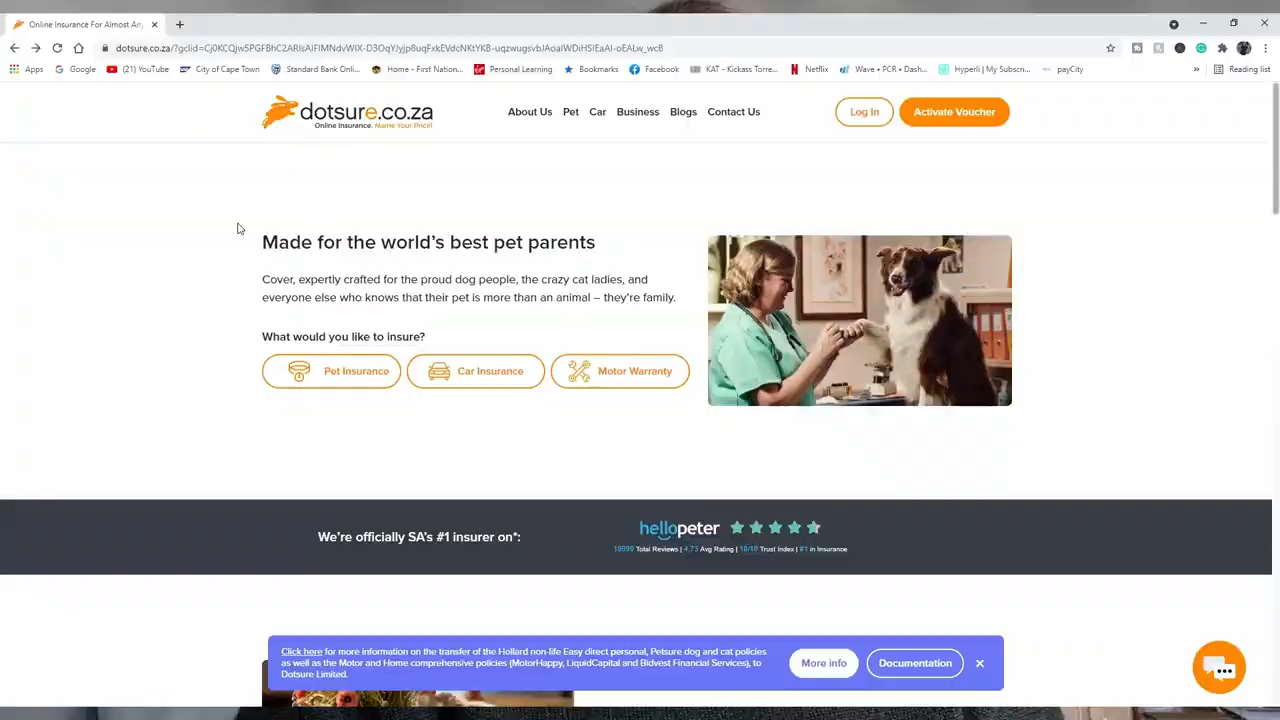 Online Insurance For Almost An
dotsure.co.za
Apps
Google
(21) YouTube
City of Cape Town
Standard Bank Onli...
Home - First Nation...
Personal Learning
Bookmarks
Facebook
KAT - Kickass Torre...
Netflix
Wave • PCR • Dash...
Hyperli | My Subscri...
payCity
Reading list
dotsure.co.za
Online Insurance. Name Your Price!
About Us
Pet
Car
Business
Blogs
Contact Us
Log In
Activate Voucher
Made for the world's best pet parents
Cover, expertly crafted for the proud dog people, the crazy cat ladies, and
everyone else who knows that their pet is more than an animal – they're family.
What would you like to insure?
Pet Insurance
Car Insurance
Motor Warranty
We're officially SA's #1 insurer on*:
hellopeter
10999 Total Reviews | 4.73 Avg Rating | 10/10 Trust Index | #1 in Insurance
Click here for more information on the transfer of the Hollard non-life Easy direct personal, Petsure dog and cat policies
as well as the Motor and Home comprehensive policies (MotorHappy, LiquidCapital and Bidvest Financial Services), to
Dotsure Limited.
More info
Documentation